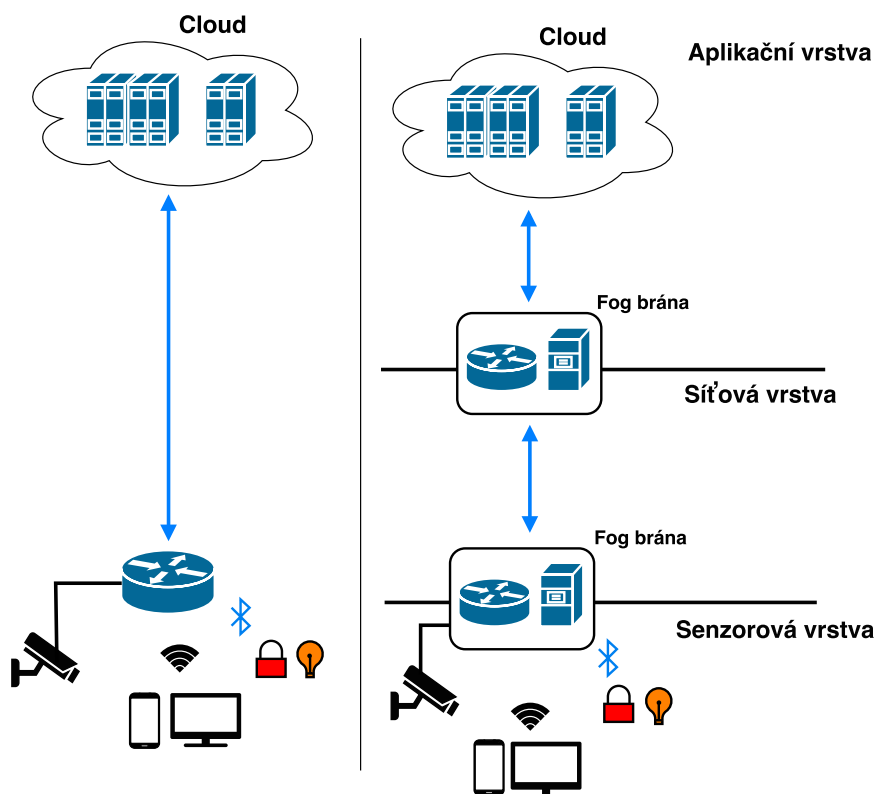 Cloud
Cloud
Aplikační vrstva
Fog brána
Síťová vrstva
Fog brána
Senzorová vrstva